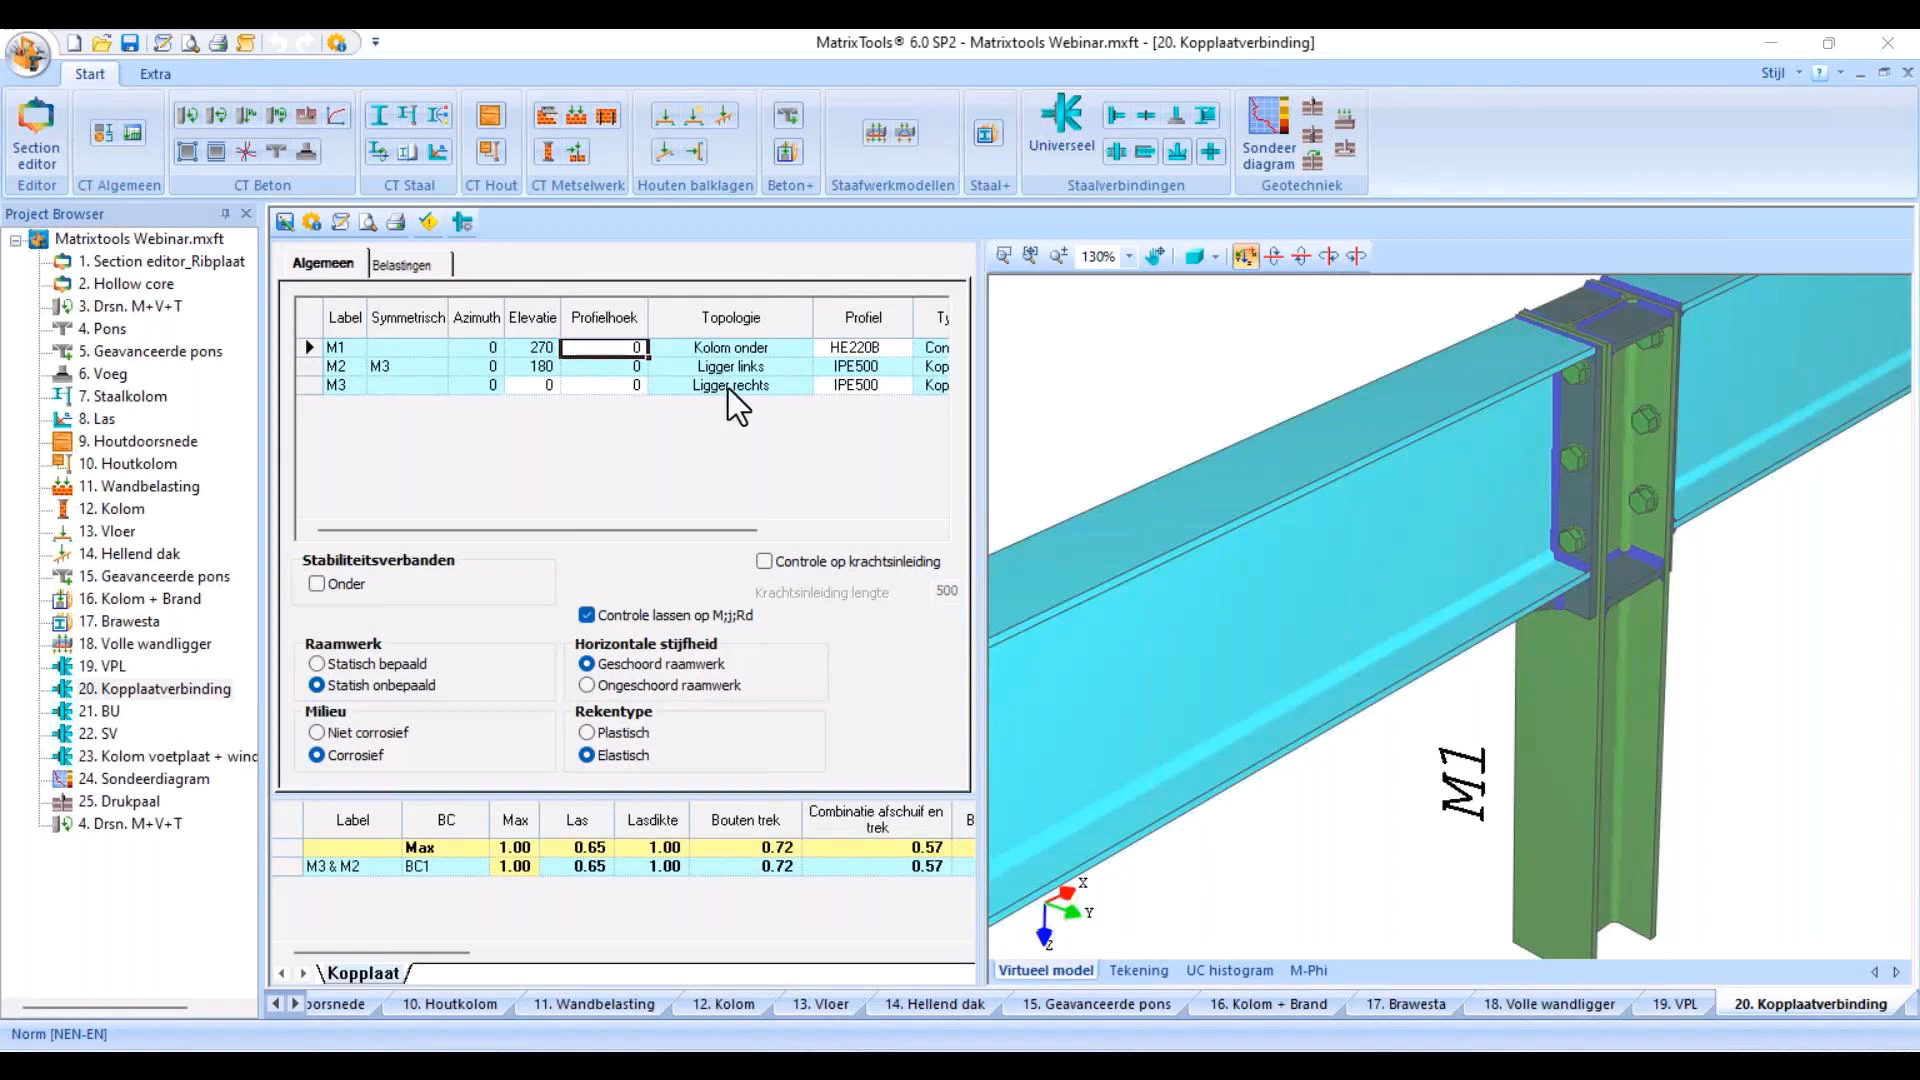 MatrixTools® 6.0 SP2 - Matrixtools Webinar.mxft - [20. Kopplaatverbinding]
Start Extra Stijl
Section editor
Universeel
Sondeer diagram
Editor CT Algemeen CT Beton CT Staal CT Hout CT Metselwerk Houten balklagen Beton+ Staafwerkmodellen Staal+ Staalverbindingen Geotechniek
Project Browser
Matrixtools Webinar.mxft
1. Section editor_Ribplaat
2. Hollow core
3. Drsn. M+V+T
4. Pons
5. Geavanceerde pons
6. Voeg
7. Staalkolom
8. Las
9. Houtdoorsnede
10. Houtkolom
11. Wandbelasting
12. Kolom
13. Vloer
14. Hellend dak
15. Geavanceerde pons
16. Kolom + Brand
17. Brawesta
18. Volle wandligger
19. VPL
20. Kopplaatverbinding
21. BU
22. SV
23. Kolom voetplaat + wind
24. Sondeerdiagram
25. Drukpaal
4. Drsn. M+V+T
Algemeen Belastingen
130%
Label Symmetrisch Azimuth Elevatie Profielhoek Topologie Profiel Ty
M1 0 270 0 Kolom onder HE220B Con
M2 M3 0 180 0 Ligger links IPE500 Kop
M3 0 0 0 Ligger rechts IPE500 Kop
Stabiliteitsverbanden
Onder
Controle op krachtsinleiding
Krachtsinleiding lengte 500
Controle lassen op M;j;Rd
Raamwerk
Statisch bepaald
Statish onbepaald
Horizontale stijfheid
Geschoord raamwerk
Ongeschoord raamwerk
Milieu
Niet corrosief
Corrosief
Rekentype
Plastisch
Elastisch
Label BC Max Las Lasdikte Bouten trek Combinatie afschuif en trek B
Max 1.00 0.65 1.00 0.72 0.57
M3 & M2 BC1 1.00 0.65 1.00 0.72 0.57
Kopplaat
M1
X
Y
Z
Virtueel model Tekening UC histogram M-Phi
oorsnede 10. Houtkolom 11. Wandbelasting 12. Kolom 13. Vloer 14. Hellend dak 15. Geavanceerde pons 16. Kolom + Brand 17. Brawesta 18. Volle wandligger 19. VPL 20. Kopplaatverbinding
Norm [NEN-EN]